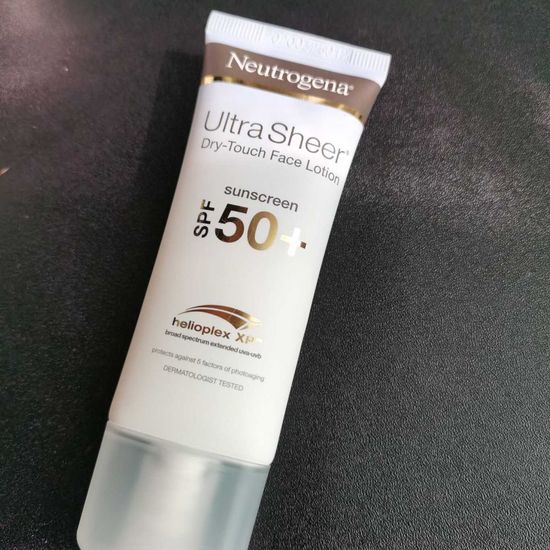 Neutrogena®
Ultra Sheer®
Dry-Touch Face Lotion
sunscreen
SPF 50+
helioplex XP™
broad spectrum extended uva-uvb
protects against 5 factors of photoaging
DERMATOLOGIST TESTED